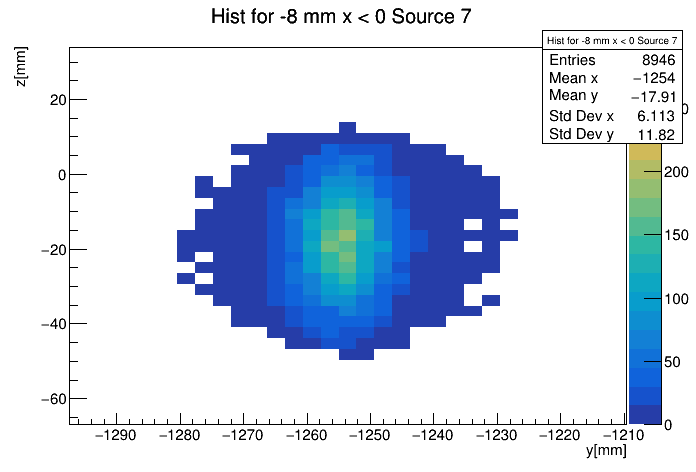 Hist for -8 mm x < 0 Source 7
Hist for -8 mm x < 0 Source 7
Entries 8946
Mean x −1254
Mean y −17.91
Std Dev x 6.113
Std Dev y 11.82
z[mm]
20
0
−20
−40
−60
0
200
150
100
50
0
−1290 −1280 −1270 −1260 −1250 −1240 −1230 −1220 −1210
y[mm]